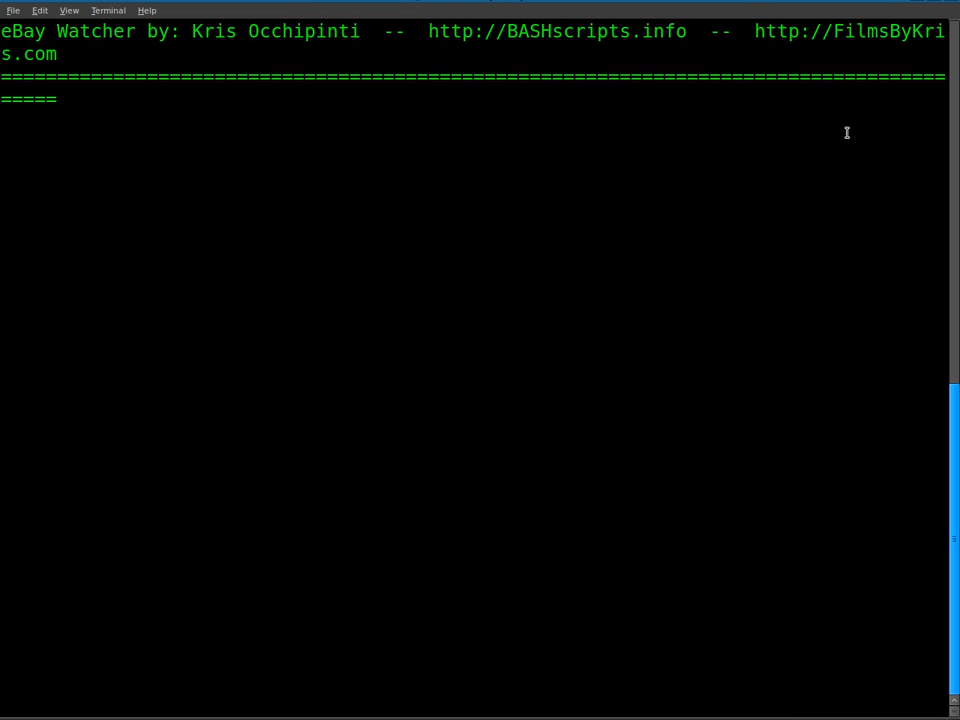 File Edit View Terminal Help
eBay Watcher by: Kris Occhipinti  --  http://BASHscripts.info  --  http://FilmsByKri
s.com
====================================================================================
=====